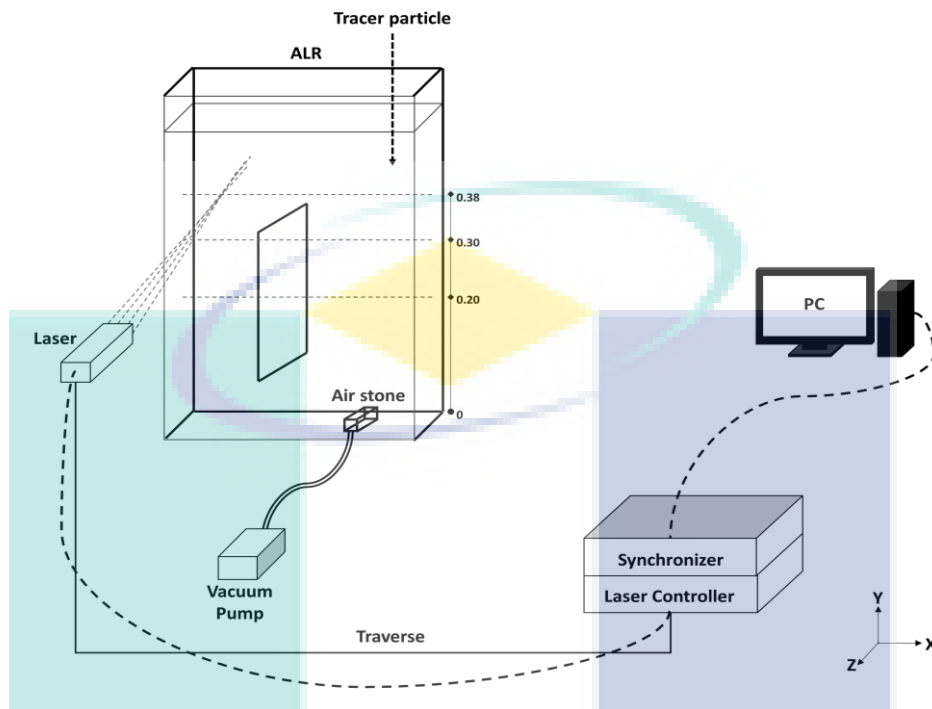 Tracer particle
ALR
0.38
0.30
0.20
Laser
PC
Air stone
0
Synchronizer
Vacuum
Pump
Laser Controller
Traverse
Y
X
Z